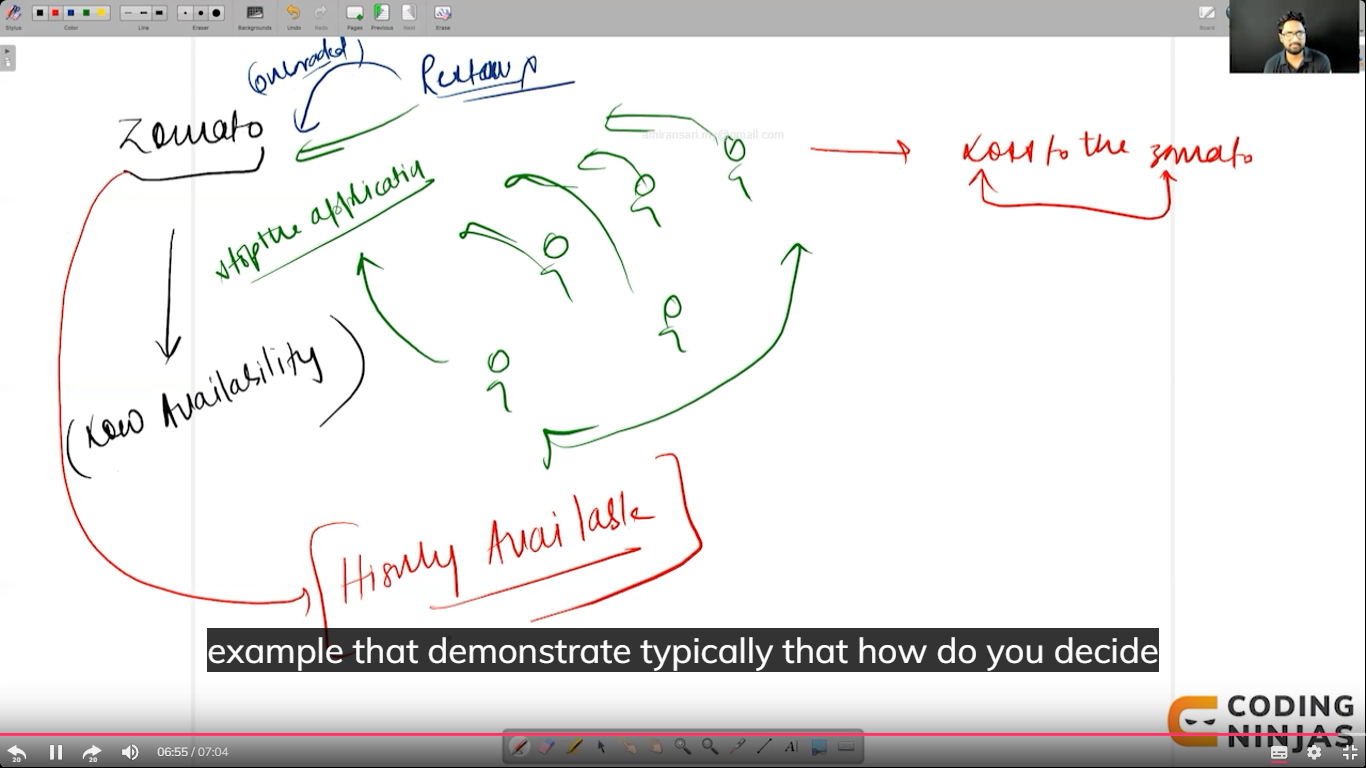 Stylus
Color
Line
Eraser
Backgrounds
Undo
Redo
Pages
Previous
Next
Erase
Board
Zomato
stop the application
amiransari.my@gmail.com
Loss to the zomato
(Low Availability)
Highly Available
example that demonstrate typically that how do you decide
CODING
NINJAS
20
20
06:55 / 07:04